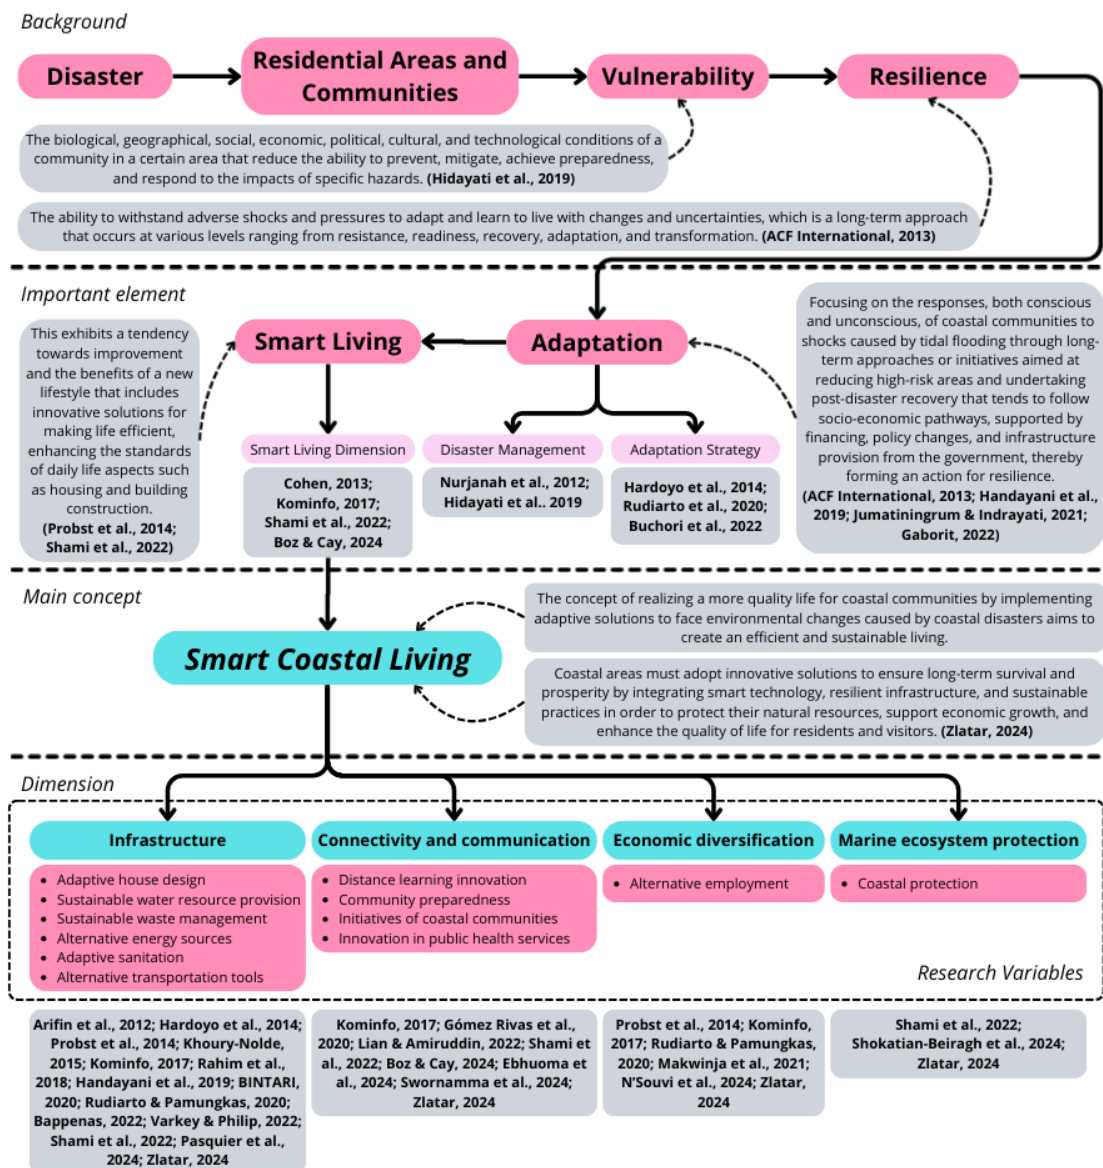 Background
Disaster
Residential Areas and
Communities
Vulnerability
Resilience
The biological, geographical, social, economic, political, cultural, and technological conditions of a
community in a certain area that reduce the ability to prevent, mitigate, achieve preparedness,
and respond to the impacts of specific hazards. (Hidayati et al., 2019)
The ability to withstand adverse shocks and pressures to adapt and learn to live with changes and uncertainties, which is a long-term approach
that occurs at various levels ranging from resistance, readiness, recovery, adaptation, and transformation. (ACF International, 2013)
Important element
This exhibits a tendency
towards improvement
and the benefits of a new
lifestyle that includes
innovative solutions for
making life efficient,
enhancing the standards
of daily life aspects such
as housing and building
construction.
(Probst et al., 2014;
Shami et al., 2022)
Smart Living
Adaptation
Focusing on the responses, both conscious
and unconscious, of coastal communities to
shocks caused by tidal flooding through long-
term approaches or initiatives aimed at
reducing high-risk areas and undertaking
post-disaster recovery that tends to follow
socio-economic pathways, supported by
financing, policy changes, and infrastructure
provision from the government, thereby
forming an action for resilience.
(ACF International, 2013; Handayani et al.,
2019; Jumatiningrum & Indrayati, 2021;
Gaborit, 2022)
Smart Living Dimension
Cohen, 2013;
Kominfo, 2017;
Shami et al., 2022;
Boz & Cay, 2024
Disaster Management
Nurjanah et al., 2012;
Hidayati et al.. 2019
Adaptation Strategy
Hardoyo et al., 2014;
Rudiarto et al., 2020;
Buchori et al., 2022
Main concept
Smart Coastal Living
The concept of realizing a more quality life for coastal communities by implementing
adaptive solutions to face environmental changes caused by coastal disasters aims to
create an efficient and sustainable living.
Coastal areas must adopt innovative solutions to ensure long-term survival and
prosperity by integrating smart technology, resilient infrastructure, and sustainable
practices in order to protect their natural resources, support economic growth, and
enhance the quality of life for residents and visitors. (Zlatar, 2024)
Dimension
Infrastructure
• Adaptive house design
• Sustainable water resource provision
• Sustainable waste management
• Alternative energy sources
• Adaptive sanitation
• Alternative transportation tools
Connectivity and communication
• Distance learning innovation
• Community preparedness
• Initiatives of coastal communities
• Innovation in public health services
Economic diversification
• Alternative employment
Marine ecosystem protection
• Coastal protection
Research Variables
Arifin et al., 2012; Hardoyo et al., 2014;
Probst et al., 2014; Khoury-Nolde,
2015; Kominfo, 2017; Rahim et al.,
2018; Handayani et al., 2019; BINTARI,
2020; Rudiarto & Pamungkas, 2020;
Bappenas, 2022; Varkey & Philip, 2022;
Shami et al., 2022; Pasquier et al.,
2024; Zlatar, 2024
Kominfo, 2017; Gómez Rivas et al.,
2020; Lian & Amiruddin, 2022; Shami et
al., 2022; Boz & Cay, 2024; Ebhuoma et
al., 2024; Swornamma et al., 2024;
Zlatar, 2024
Probst et al., 2014; Kominfo,
2017; Rudiarto & Pamungkas,
2020; Makwinja et al., 2021;
N'Souvi et al., 2024; Zlatar,
2024
Shami et al., 2022;
Shokatian-Beiragh et al., 2024;
Zlatar, 2024